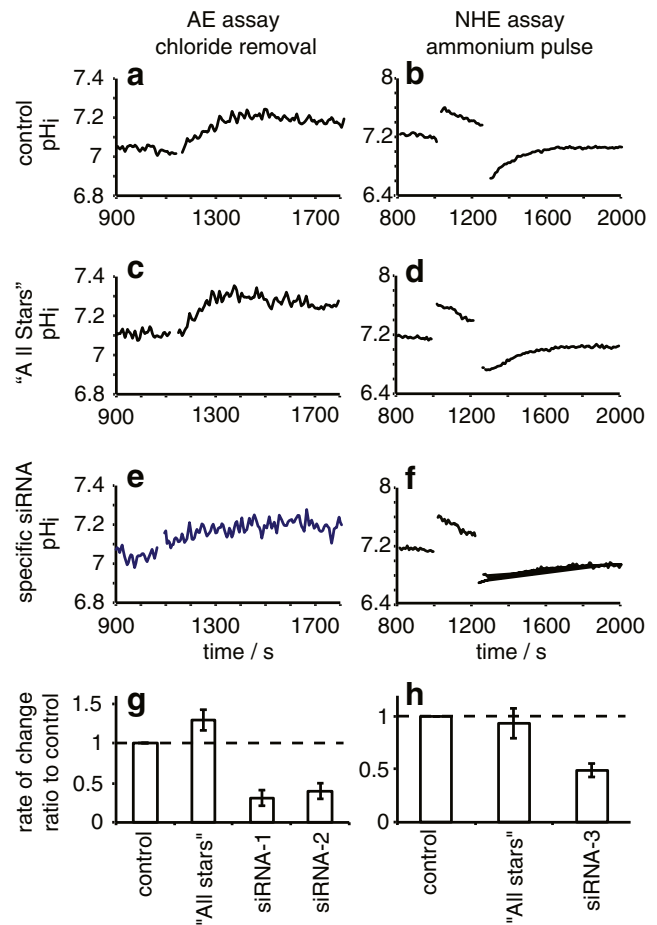 AE assay
chloride removal
NHE assay
ammonium pulse
a
control
pHi
7.4
7.2
7
6.8
900
1300
1700
b
8
7.2
6.4
800
1200
1600
2000
c
"A ll Stars"
pHi
7.4
7.2
7
6.8
900
1300
1700
d
8
7.2
6.4
800
1200
1600
2000
e
specific siRNA
pHi
7.4
7.2
7
6.8
900
1300
1700
time / s
f
8
7.2
6.4
800
1200
1600
2000
time / s
g
rate of change
ratio to control
1.5
1
0.5
0
control
"All stars"
siRNA-1
siRNA-2
h
1
0.5
0
control
"All stars"
siRNA-3